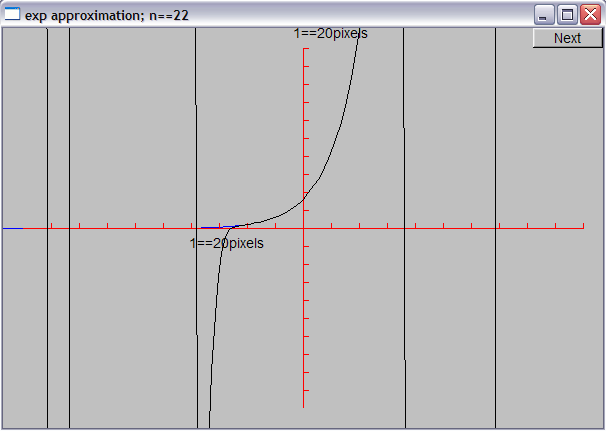 exp approximation; n==22
1==20pixels
Next
1==20pixels